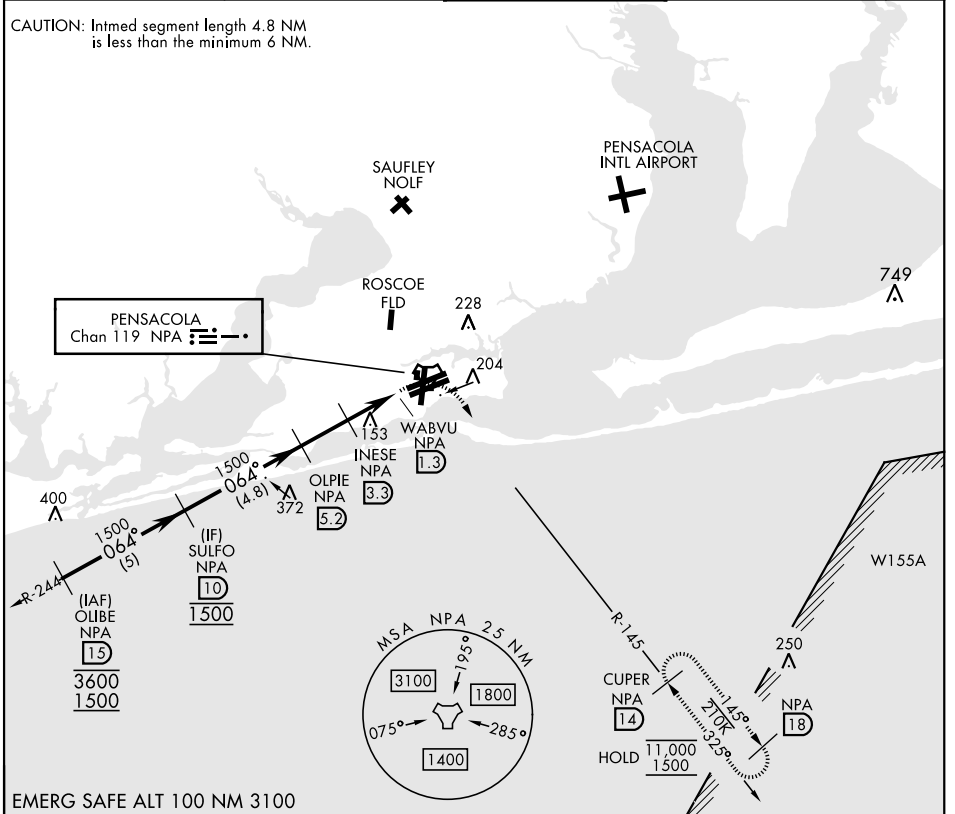 CAUTION: Intmed segment length 4.8 NM
is less than the minimum 6 NM.
PENSACOLA
INTL AIRPORT
SAUFLEY
NOLF
749
ROSCOE
FLD
228
PENSACOLA
Chan 119 NPA
204
153
WABVU
NPA
1.3
INESE
NPA
3.3
1500
064°
(4.8)
OLPIE
NPA
5.2
372
400
1500
064°
(5)
(IF)
SULFO
NPA
10
1500
W155A
R-244
(IAF)
OLIBE
NPA
15
3600
1500
R-145
MSA NPA 25 NM
195°
3100
1800
075°
285°
1400
250
CUPER
NPA
14
145°
210K
325°
NPA
18
HOLD
11,000
1500
EMERG SAFE ALT 100 NM 3100